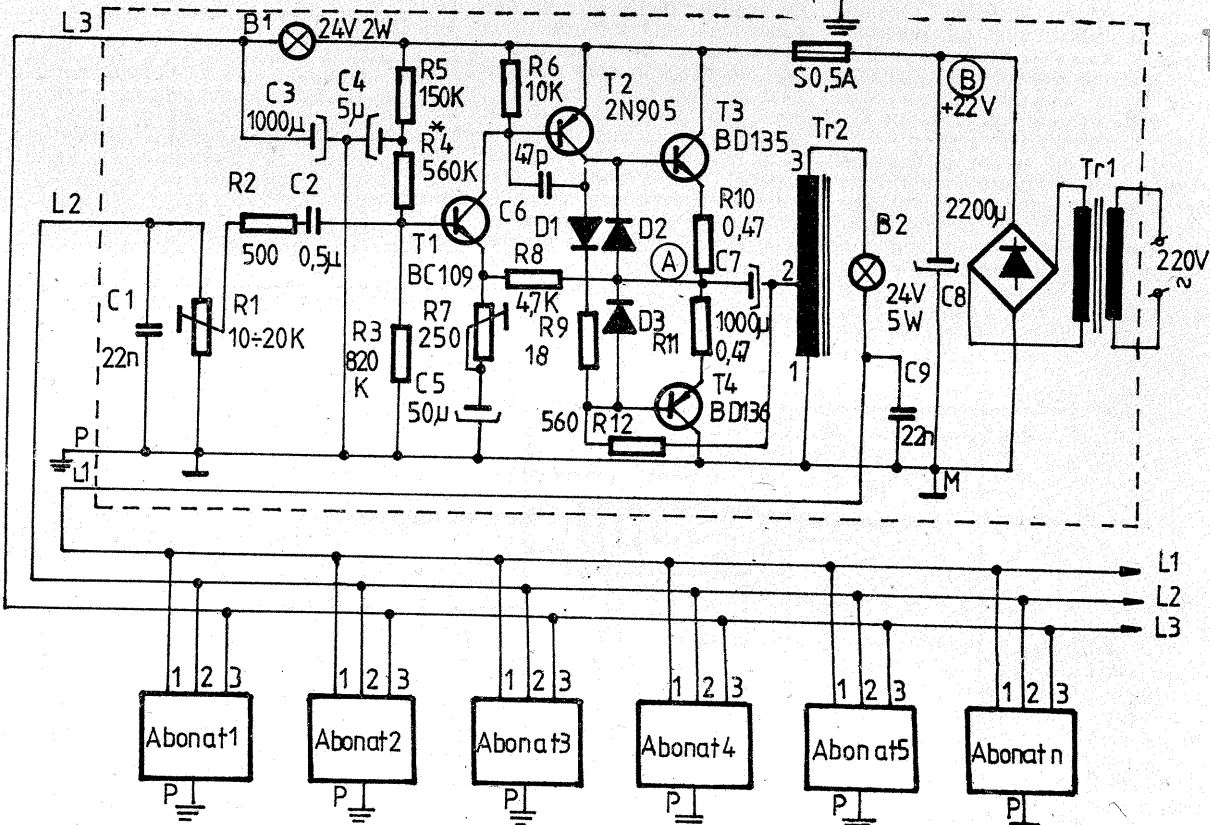 L3
B1
24V 2W
C3
1000µ
C4
5µ
R5
150K
*
R4
560K
R6
10K
T2
2N905
T3
BD135
S0,5A
B
+22V
Tr2
3
2
1
Tr1
220V
~
L2
R2
500
C2
0,5µ
47p
C6
T1
BC109
D1
D2
A
R10
0,47
C7
1000µ
B2
24V
5W
2200µ
C8
C1
22n
R1
10÷20K
R3
820
K
R7
250
R8
4,7K
R9
18
D3
R11
0,47
C5
50µ
T4
BD136
560
R12
C9
22n
P
L1
M
L1
L2
L3
1 2 3
1 2 3
1 2 3
1 2 3
1 2 3
1 2 3
Abonat1
Abonat2
Abonat3
Abonat4
Abonat5
Abonatn
P
P
P
P
P
P